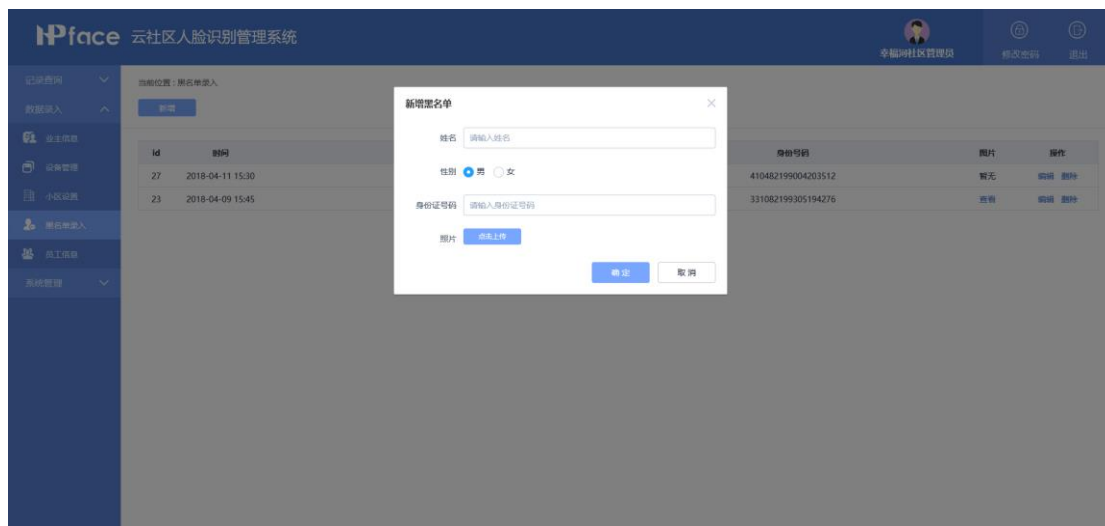 HPface 云社区人脸识别管理系统
幸福河社区管理员
修改密码
退出
记录查询
数据录入
业主信息
设备管理
小区设置
黑名单录入
员工信息
系统管理
当前位置 : 黑名单录入
新增
新增黑名单
姓名 请输入姓名
性别 男 女
身份证号码 请输入身份证号码
照片 点击上传
确定 取消
id 时间 身份号码 图片 操作
27 2018-04-11 15:30 410482199004203512 暂无 编辑 删除
23 2018-04-09 15:45 331082199305194276 查看 编辑 删除